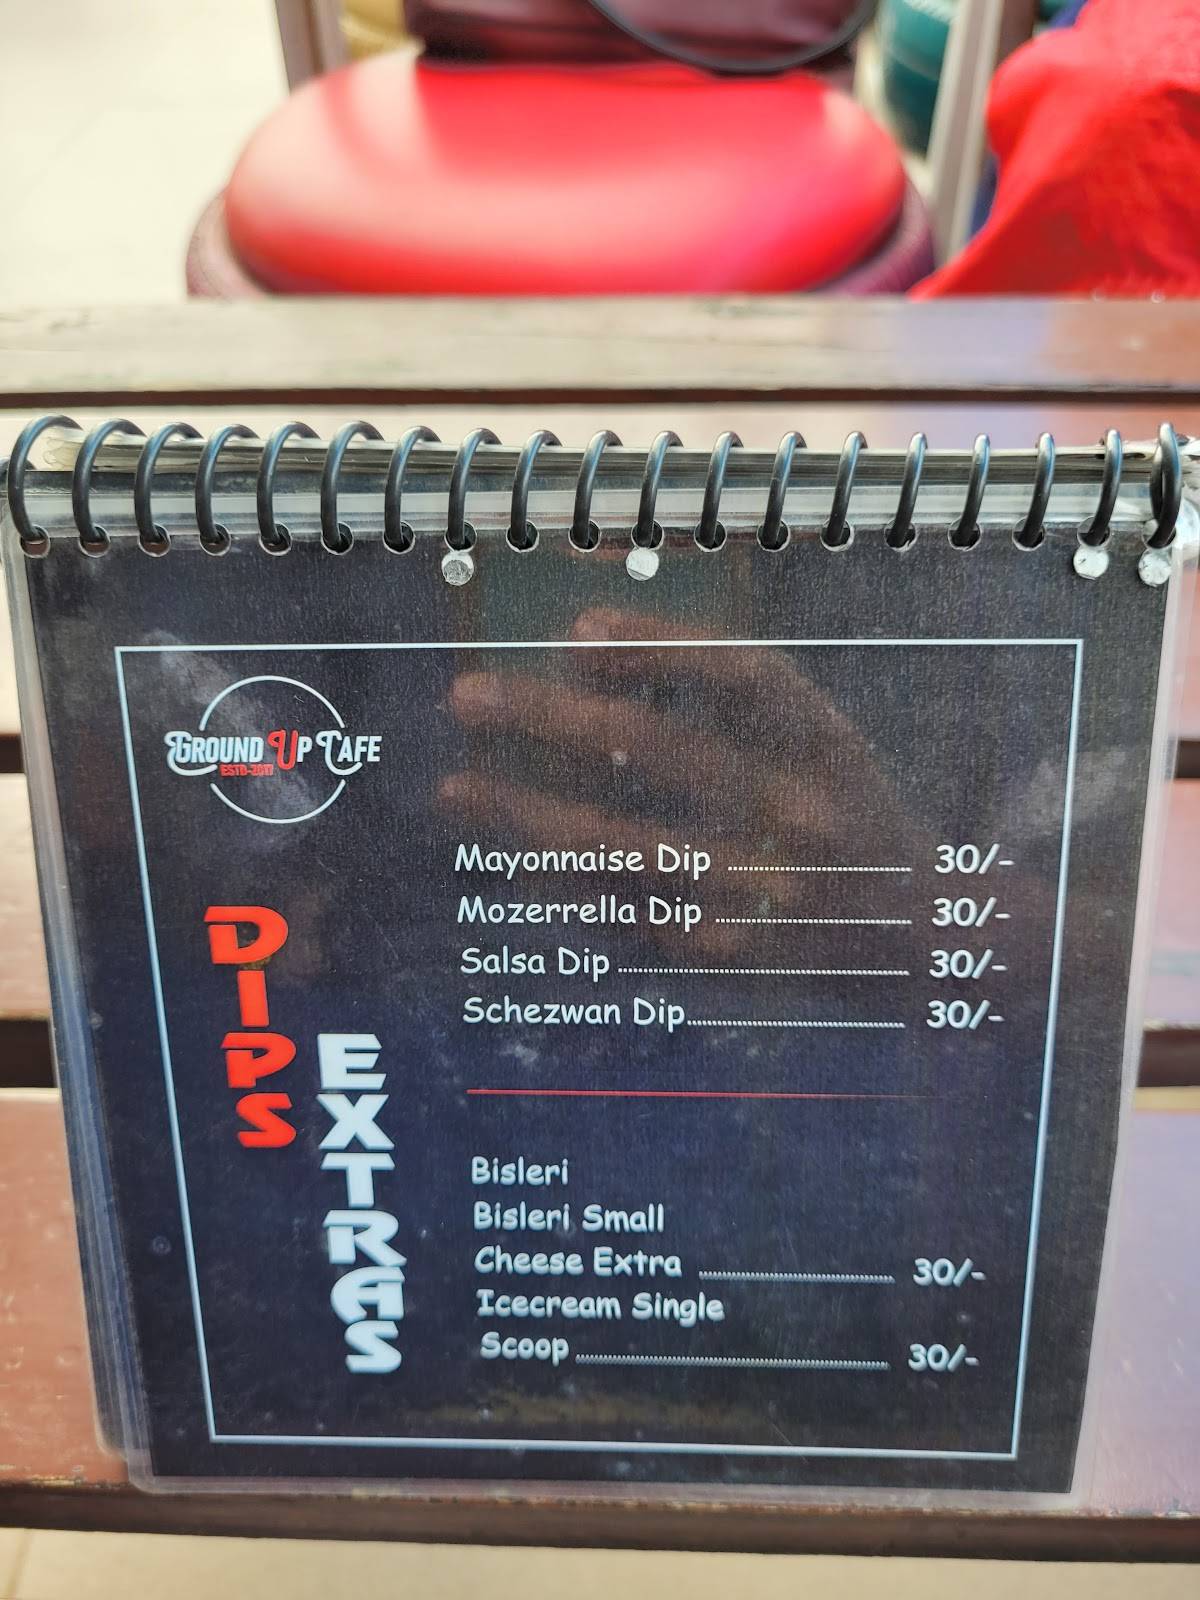 GROUND UP CAFE
ESTD-2017
DIPS
Mayonnaise Dip ........ 30/-
Mozerrella Dip ........ 30/-
Salsa Dip ........ 30/-
Schezwan Dip........ 30/-
EXTRAS
Bisleri
Bisleri Small
Cheese Extra ........ 30/-
Icecream Single
Scoop ........ 30/-